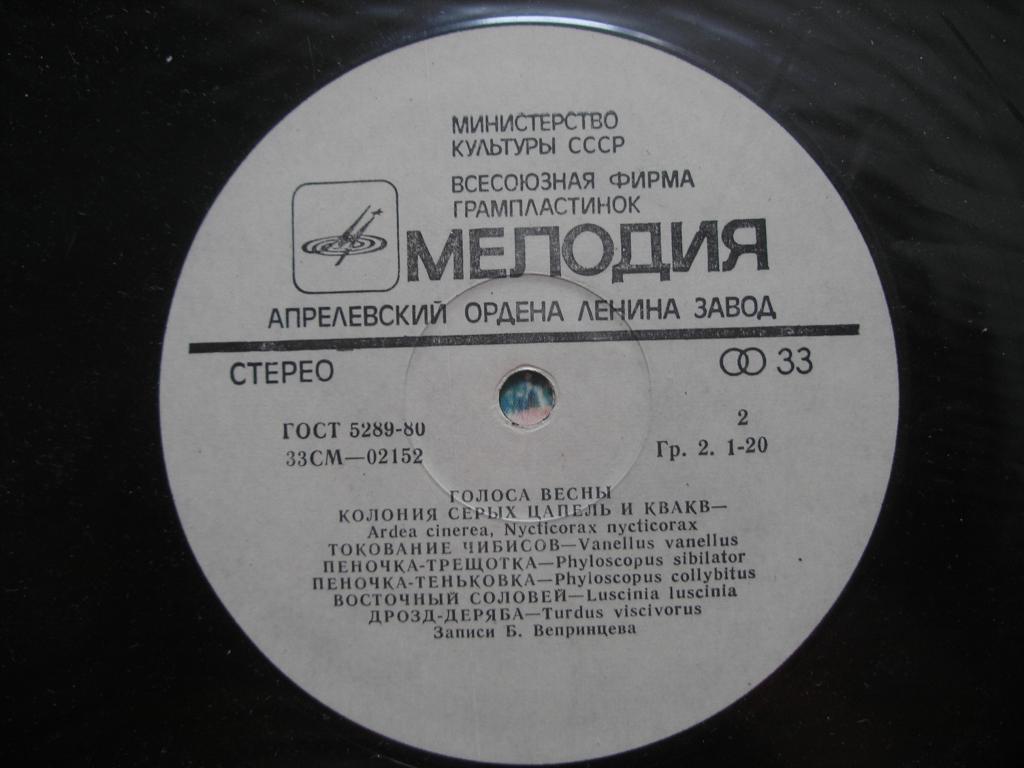 МИНИСТЕРСТВО
КУЛЬТУРЫ СССР
ВСЕСОЮЗНАЯ ФИРМА
ГРАМПЛАСТИНОК
МЕЛОДИЯ
АПРЕЛЕВСКИЙ ОРДЕНА ЛЕНИНА ЗАВОД
СТЕРЕО
33
ГОСТ 5289-80
33СМ—02152
2
Гр. 2. 1-20
ГОЛОСА ВЕСНЫ
КОЛОНИЯ СЕРЫХ ЦАПЕЛЬ И КВАКВ—
Ardea cinerea, Nycticorax nycticorax
ТОКОВАНИЕ ЧИБИСОВ—Vanellus vanellus
ПЕНОЧКА-ТРЕЩОТКА—Phyloscopus sibilator
ПЕНОЧКА-ТЕНЬКОВКА—Phyloscopus collybitus
ВОСТОЧНЫЙ СОЛОВЕЙ—Luscinia luscinia
ДРОЗД-ДЕРЯБА—Turdus viscivorus
Записи Б. Вепринцева